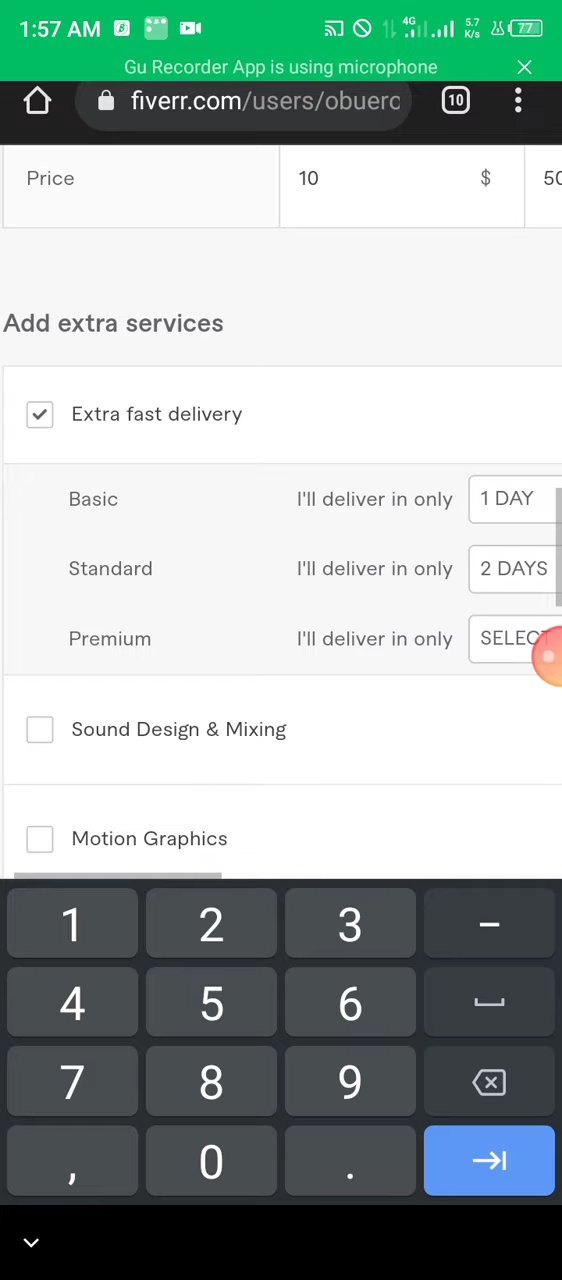 1:57 AM 4G 5.7 K/s 77
Gu Recorder App is using microphone
fiverr.com/users/obuerc 10
Price 10 $ 50
Add extra services
Extra fast delivery
Basic I'll deliver in only 1 DAY
Standard I'll deliver in only 2 DAYS
Premium I'll deliver in only SELECT
Sound Design & Mixing
Motion Graphics
1 2 3 -
4 5 6
7 8 9
, 0 .